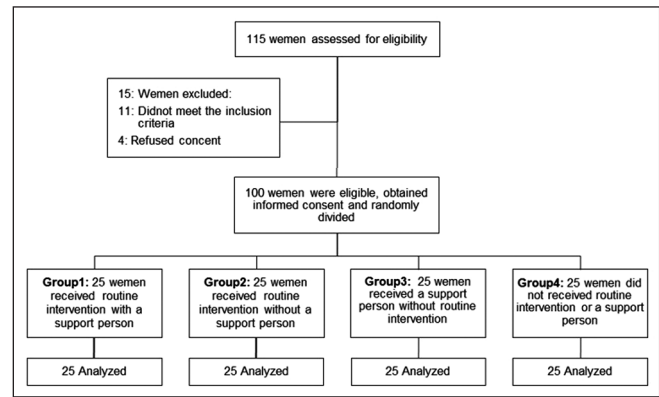 115 women assessed for eligibility
15: Women excluded:
11: Didnot meet the inclusion
criteria
4: Refused concent
100 women were eligible, obtained
informed consent and randomly
divided
Group1: 25 women
received routine
intervention with a
support person
Group2: 25 women
received routine
intervention without a
support person
Group3: 25 women
received a support
person without routine
intervention
Group4: 25 women did
not received routine
intervention or a support
person
25 Analyzed
25 Analyzed
25 Analyzed
25 Analyzed